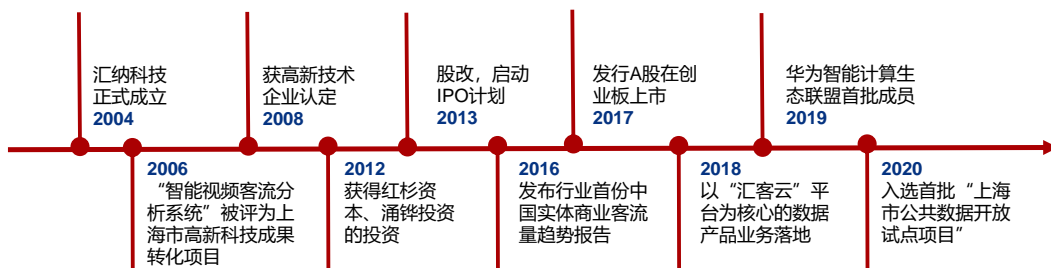 汇纳科技
正式成立
2004
2006
“智能视频客流分
析系统”被评为上
海市高新科技成果
转化项目
获高新技术
企业认定
2008
2012
获得红杉资
本、涌铧投资
的投资
股改，启动
IPO计划
2013
2016
发布行业首份中
国实体商业客流
量趋势报告
发行A股在创
业板上市
2017
2018
以“汇客云”平
台为核心的数据
产品业务落地
华为智能计算生
态联盟首批成员
2019
2020
入选首批“上海
市公共数据开放
试点项目”